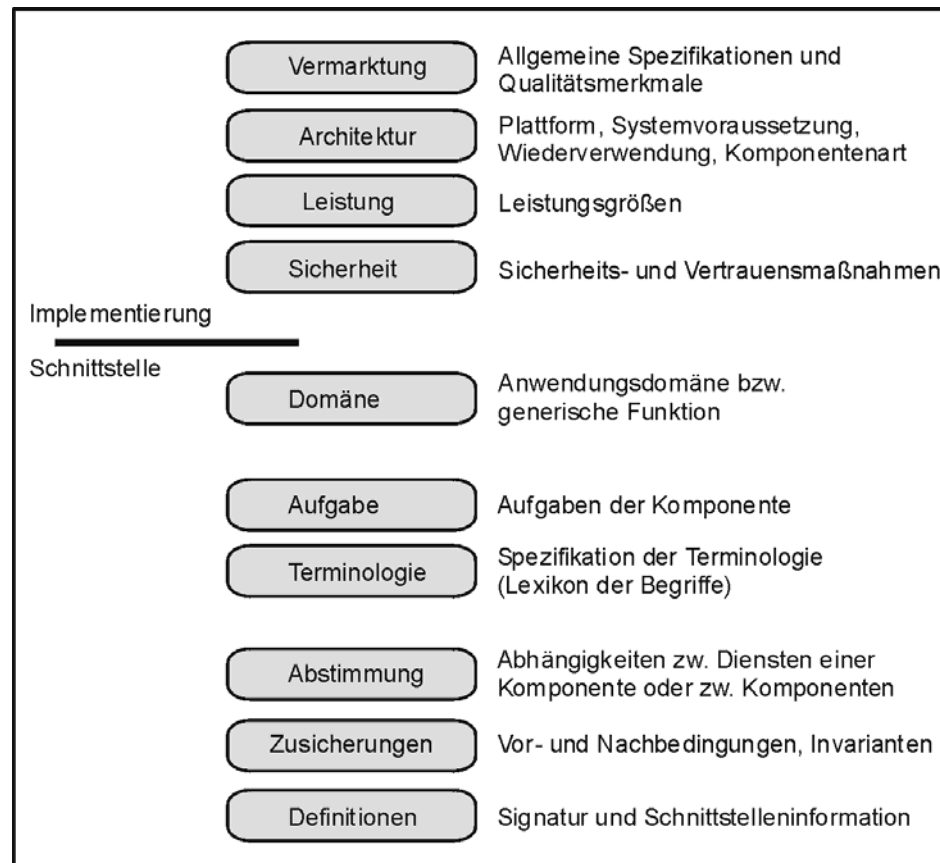 Vermarktung
Allgemeine Spezifikationen und
Qualitätsmerkmale
Architektur
Plattform, Systemvoraussetzung,
Wiederverwendung, Komponentenart
Leistung
Leistungsgrößen
Sicherheit
Sicherheits- und Vertrauensmaßnahmen
Implementierung
Schnittstelle
Domäne
Anwendungsdomäne bzw.
generische Funktion
Aufgabe
Aufgaben der Komponente
Terminologie
Spezifikation der Terminologie
(Lexikon der Begriffe)
Abstimmung
Abhängigkeiten zw. Diensten einer
Komponente oder zw. Komponenten
Zusicherungen
Vor- und Nachbedingungen, Invarianten
Definitionen
Signatur und Schnittstelleninformation